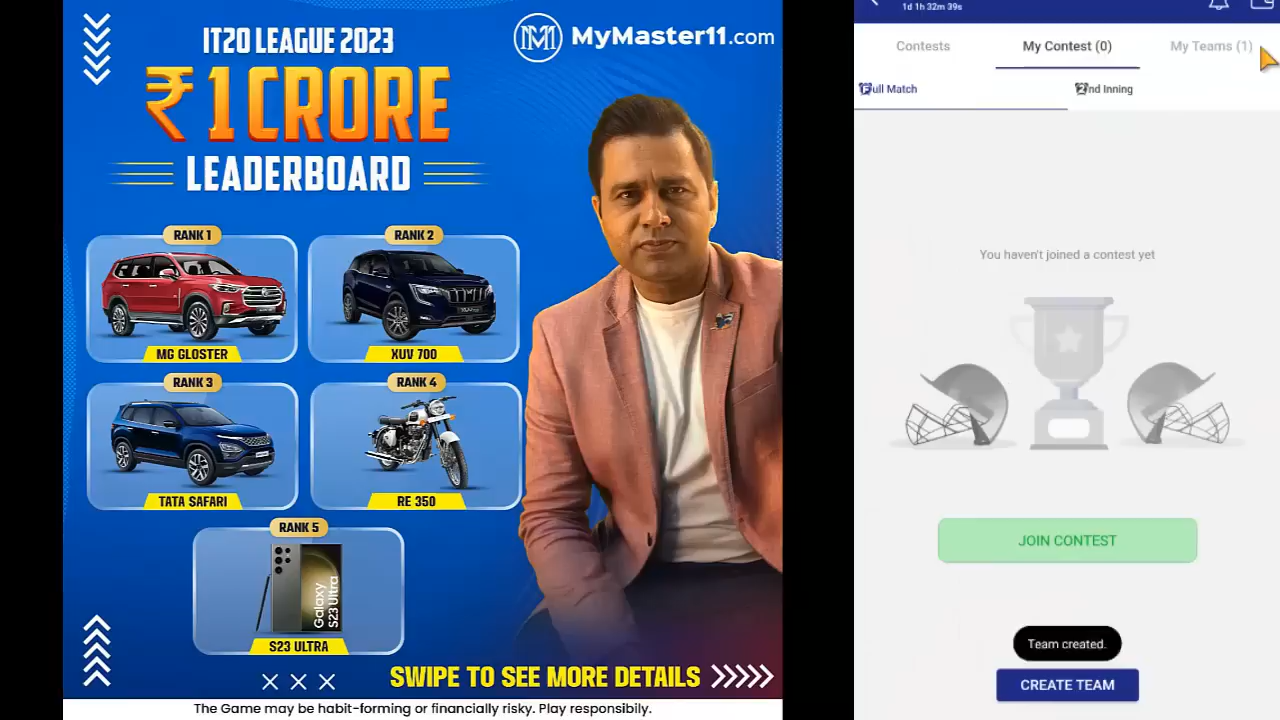 IT20 LEAGUE 2023
₹1 CRORE
LEADERBOARD
MyMaster11.com
RANK 1
MG GLOSTER
RANK 2
XUV 700
RANK 3
TATA SAFARI
RANK 4
RE 350
RANK 5
Galaxy
S23 Ultra
S23 ULTRA
SWIPE TO SEE MORE DETAILS
The Game may be habit-forming or financially risky. Play responsibily.
1d 1h 32m 39s
Contests
My Contest (0)
My Teams (1)
Full Match
2nd Inning
You haven't joined a contest yet
JOIN CONTEST
Team created.
CREATE TEAM